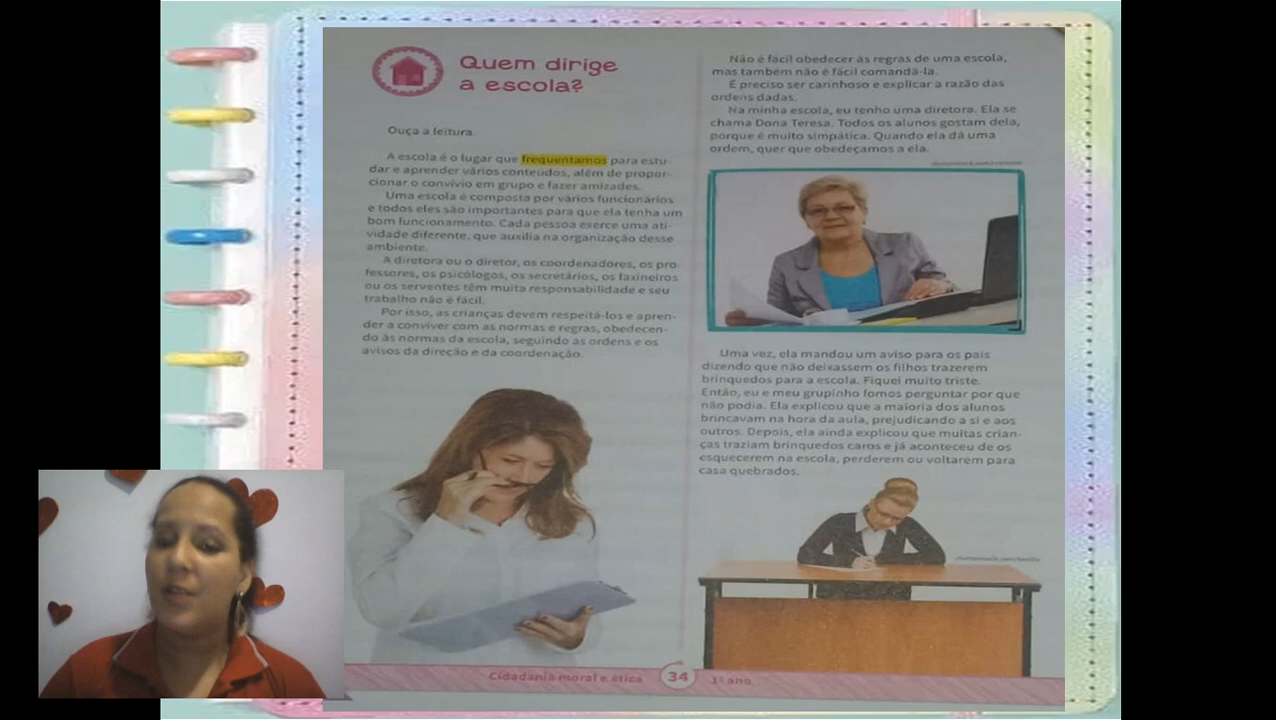 Quem dirige
a escola?
Ouça a leitura.
A escola é o lugar que frequentamos para estu-
dar e aprender vários conteúdos, além de propor-
cionar o convívio em grupo e fazer amizades.
Uma escola é composta por vários funcionários
e todos eles são importantes para que ela tenha um
bom funcionamento. Cada pessoa exerce uma ati-
vidade diferente, que auxilia na organização desse
ambiente.
A diretora ou o diretor, os coordenadores, os pro-
fessores, os psicólogos, os secretários, os faxineiros
ou os serventes têm muita responsabilidade e seu
trabalho não é fácil.
Por isso, as crianças devem respeitá-los e apren-
der a conviver com as normas e regras, obedecen-
do às normas da escola, seguindo as ordens e os
avisos da direção e da coordenação.
Não é fácil obedecer às regras de uma escola,
mas também não é fácil comandá-la.
É preciso ser carinhoso e explicar a razão das
ordens dadas.
Na minha escola, eu tenho uma diretora. Ela se
chama Dona Teresa. Todos os alunos gostam dela,
porque é muito simpática. Quando ela dá uma
ordem, quer que obedeçamos a ela.
Uma vez, ela mandou um aviso para os pais
dizendo que não deixassem os filhos trazerem
brinquedos para a escola. Fiquei muito triste.
Então, eu e meu grupinho fomos perguntar por que
não podia. Ela explicou que a maioria dos alunos
brincavam na hora da aula, prejudicando a si e aos
outros. Depois, ela ainda explicou que muitas crian-
ças traziam brinquedos caros e já aconteceu de os
esquecerem na escola, perderem ou voltarem para
casa quebrados.
Cidadania moral e ética 34 1º ano